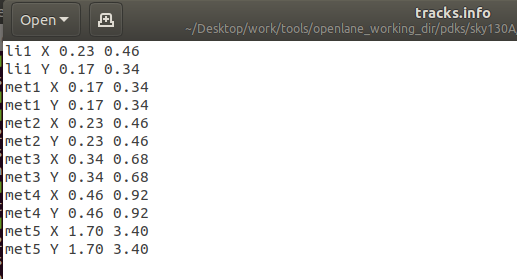 Open
tracks.info
~/Desktop/work/tools/openlane_working_dir/pdks/sky130A/
li1 X 0.23 0.46
li1 Y 0.17 0.34
met1 X 0.17 0.34
met1 Y 0.17 0.34
met2 X 0.23 0.46
met2 Y 0.23 0.46
met3 X 0.34 0.68
met3 Y 0.34 0.68
met4 X 0.46 0.92
met4 Y 0.46 0.92
met5 X 1.70 3.40
met5 Y 1.70 3.40